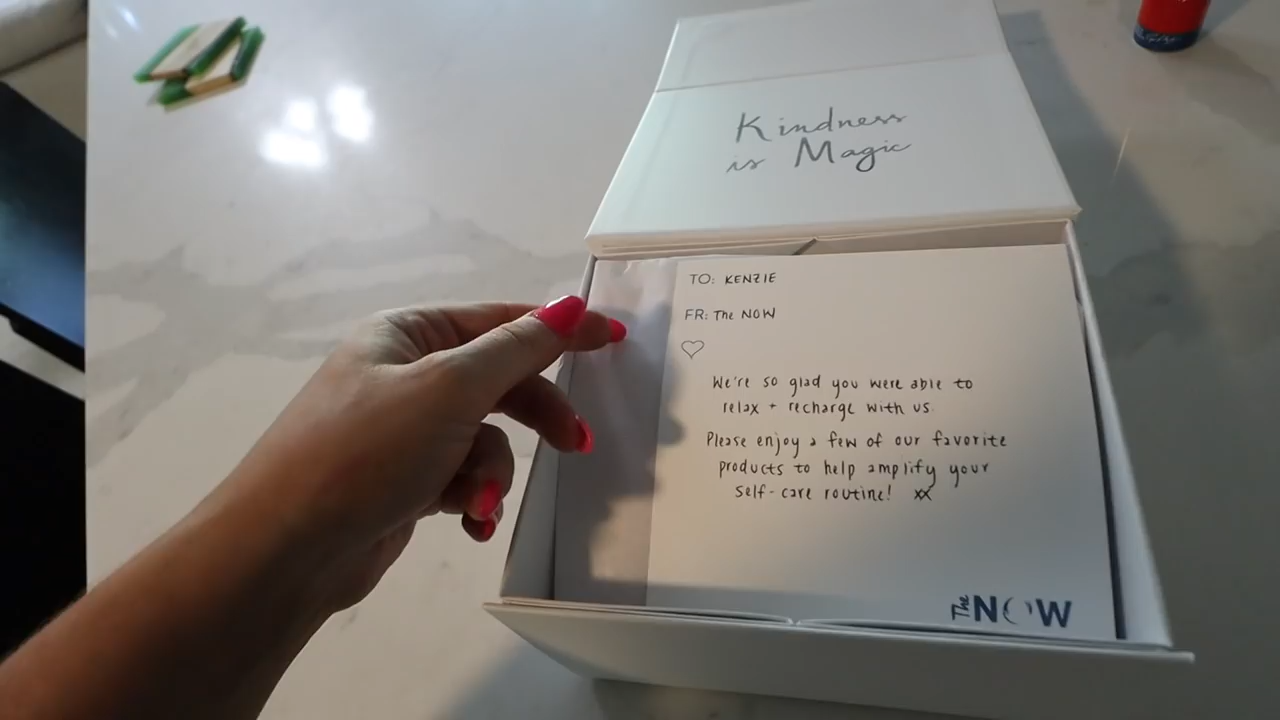 Kindness
is Magic
TO: KENZIE
FR: The NOW
We're so glad you were able to
relax + recharge with us.
Please enjoy a few of our favorite
products to help amplify your
self-care routine! xx
The NOW